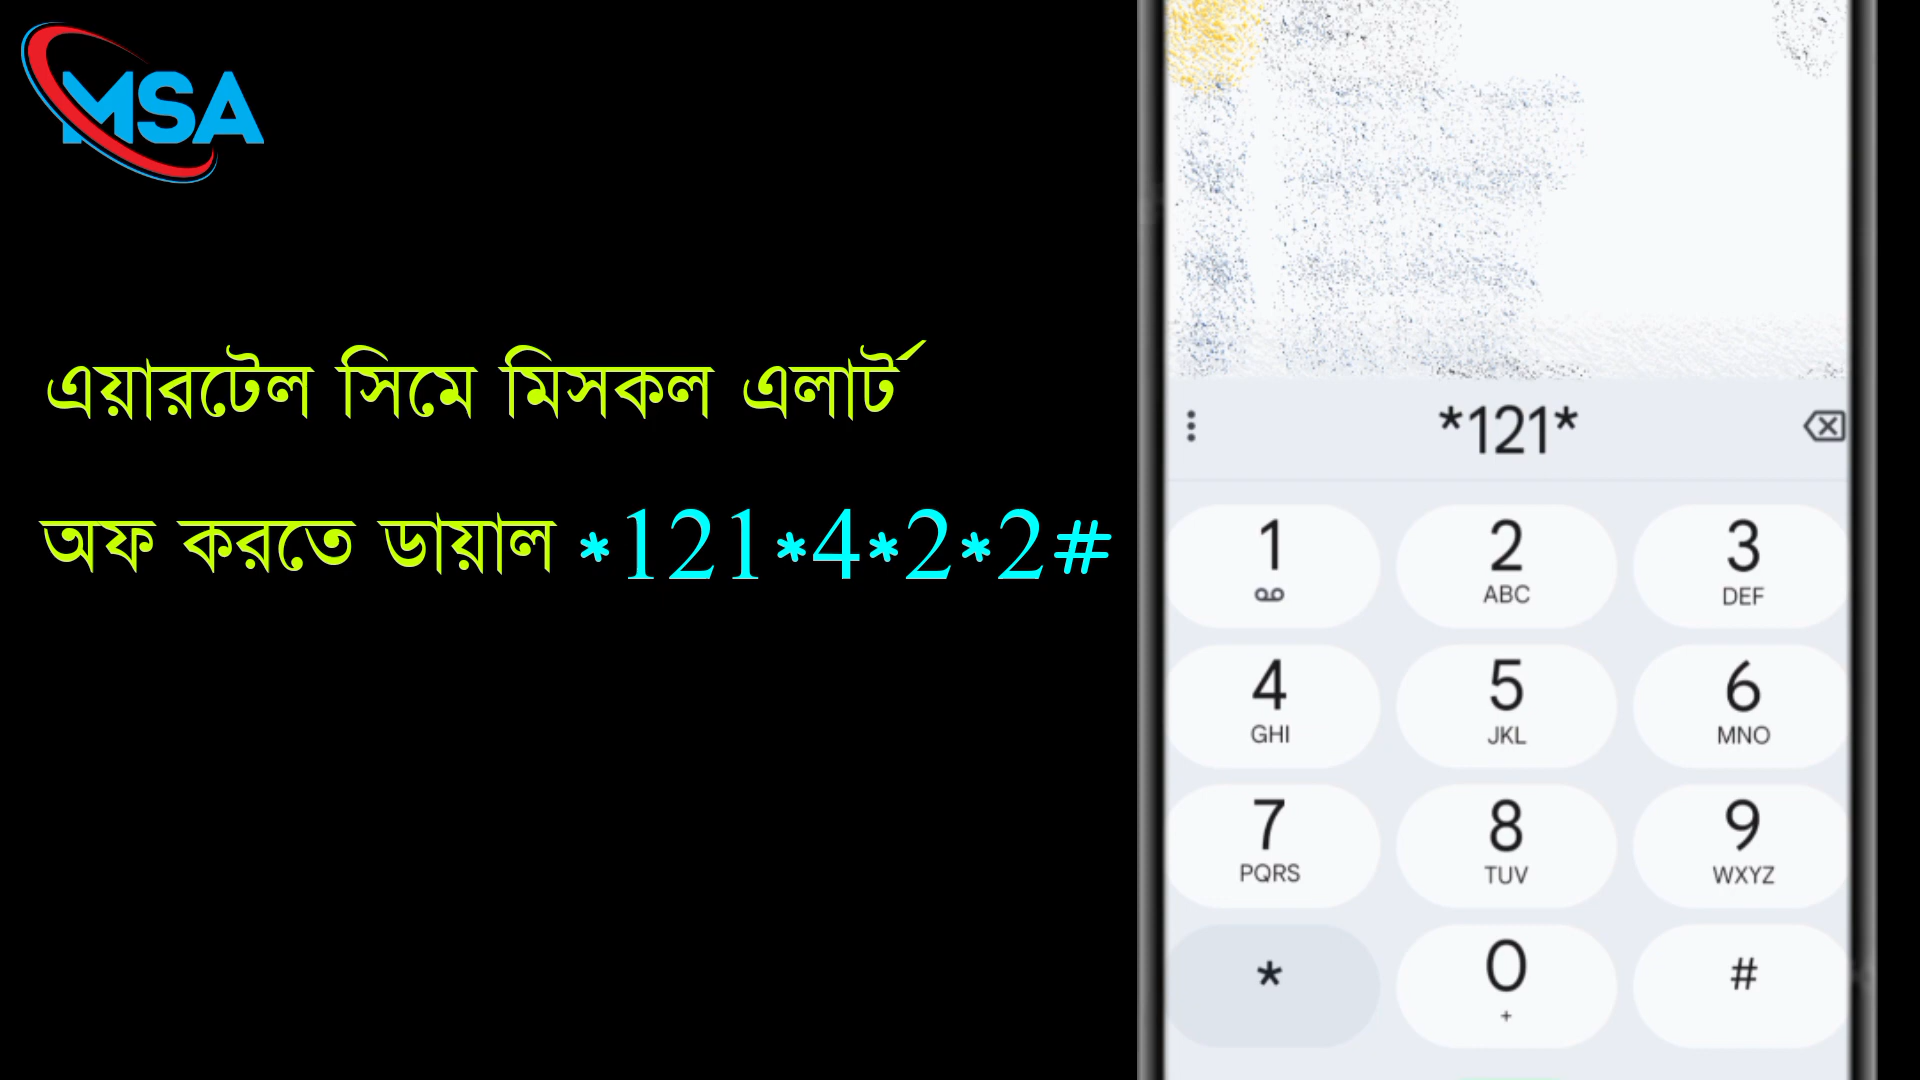 MSA
এয়ারটেল সিমে মিসকল এলার্ট
অফ করতে ডায়াল *121*4*2*2#
*121*
1 2 3
ABC DEF
4 5 6
GHI JKL MNO
7 8 9
PQRS TUV WXYZ
* 0 #
+